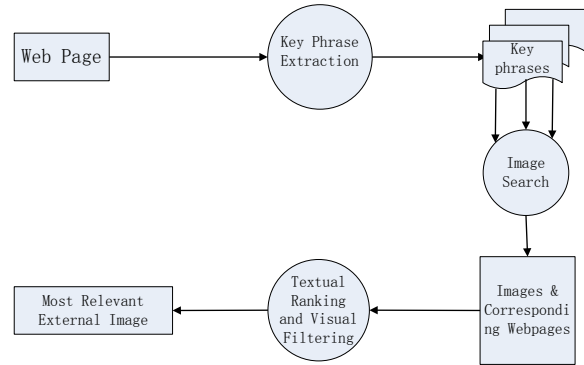 Web Page
Key Phrase
Extraction
Key
phrases
Image
Search
Images &
Correspondi
ng Webpages
Textual
Ranking
and Visual
Filtering
Most Relevant
External Image